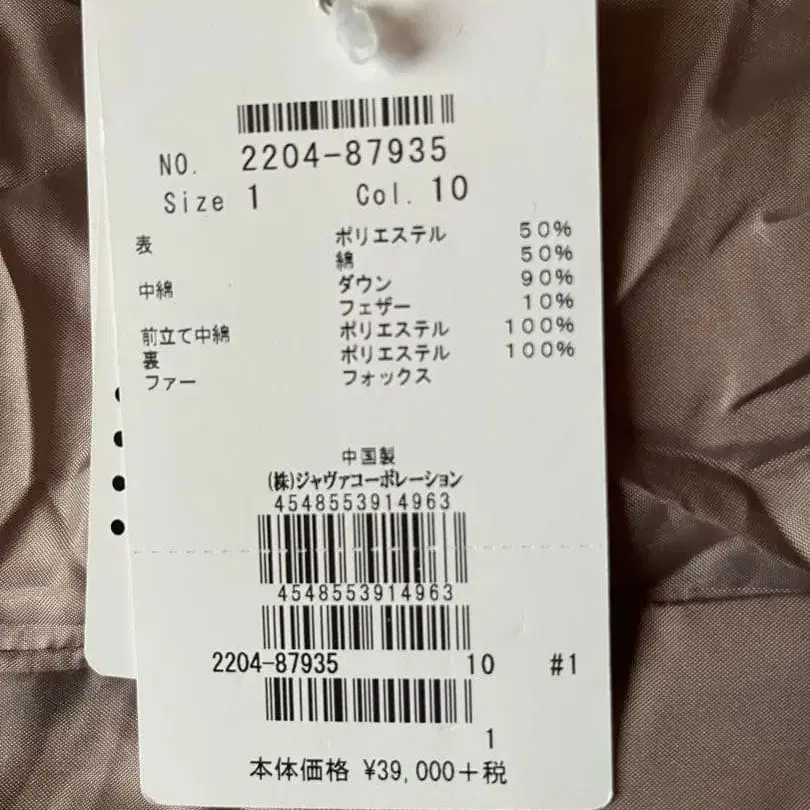 NO. 2204-87935
Size 1 Col. 10
表 ポリエステル 50%
綿 50%
中綿 ダウン 90%
フェザー 10%
前立て中綿 ポリエステル 100%
裏 ポリエステル 100%
ファー フォックス
中国製
(株)ジャヴァコーポレーション
4548553914963
4548553914963
2204-87935 10 #1
1
本体価格 ¥39,000+税